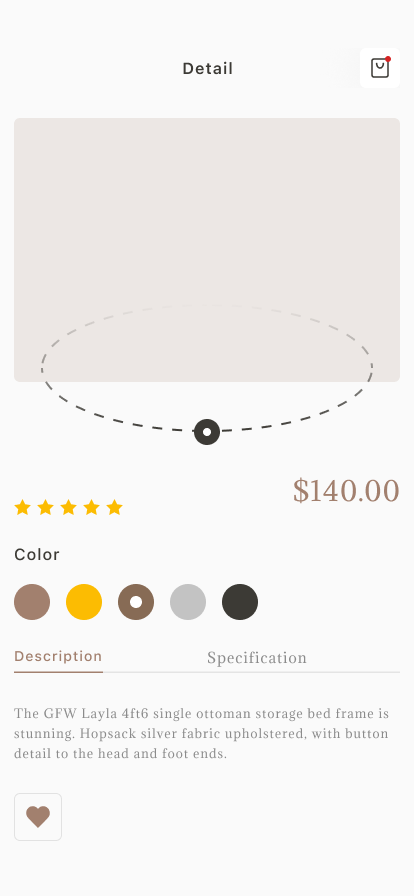 Detail
$140.00
Color
Description
Specification
The GFW Layla 4ft6 single ottoman storage bed frame is
stunning. Hopsack silver fabric upholstered, with button
detail to the head and foot ends.